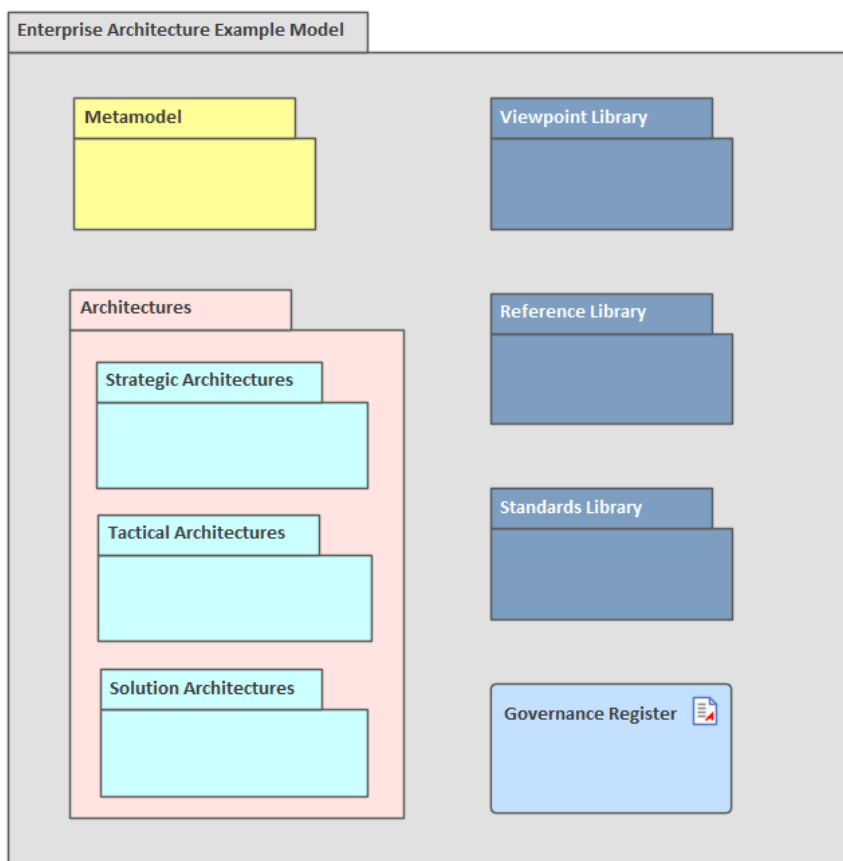 Enterprise Architecture Example Model
Metamodel
Viewpoint Library
Architectures
Reference Library
Strategic Architectures
Tactical Architectures
Standards Library
Solution Architectures
Governance Register